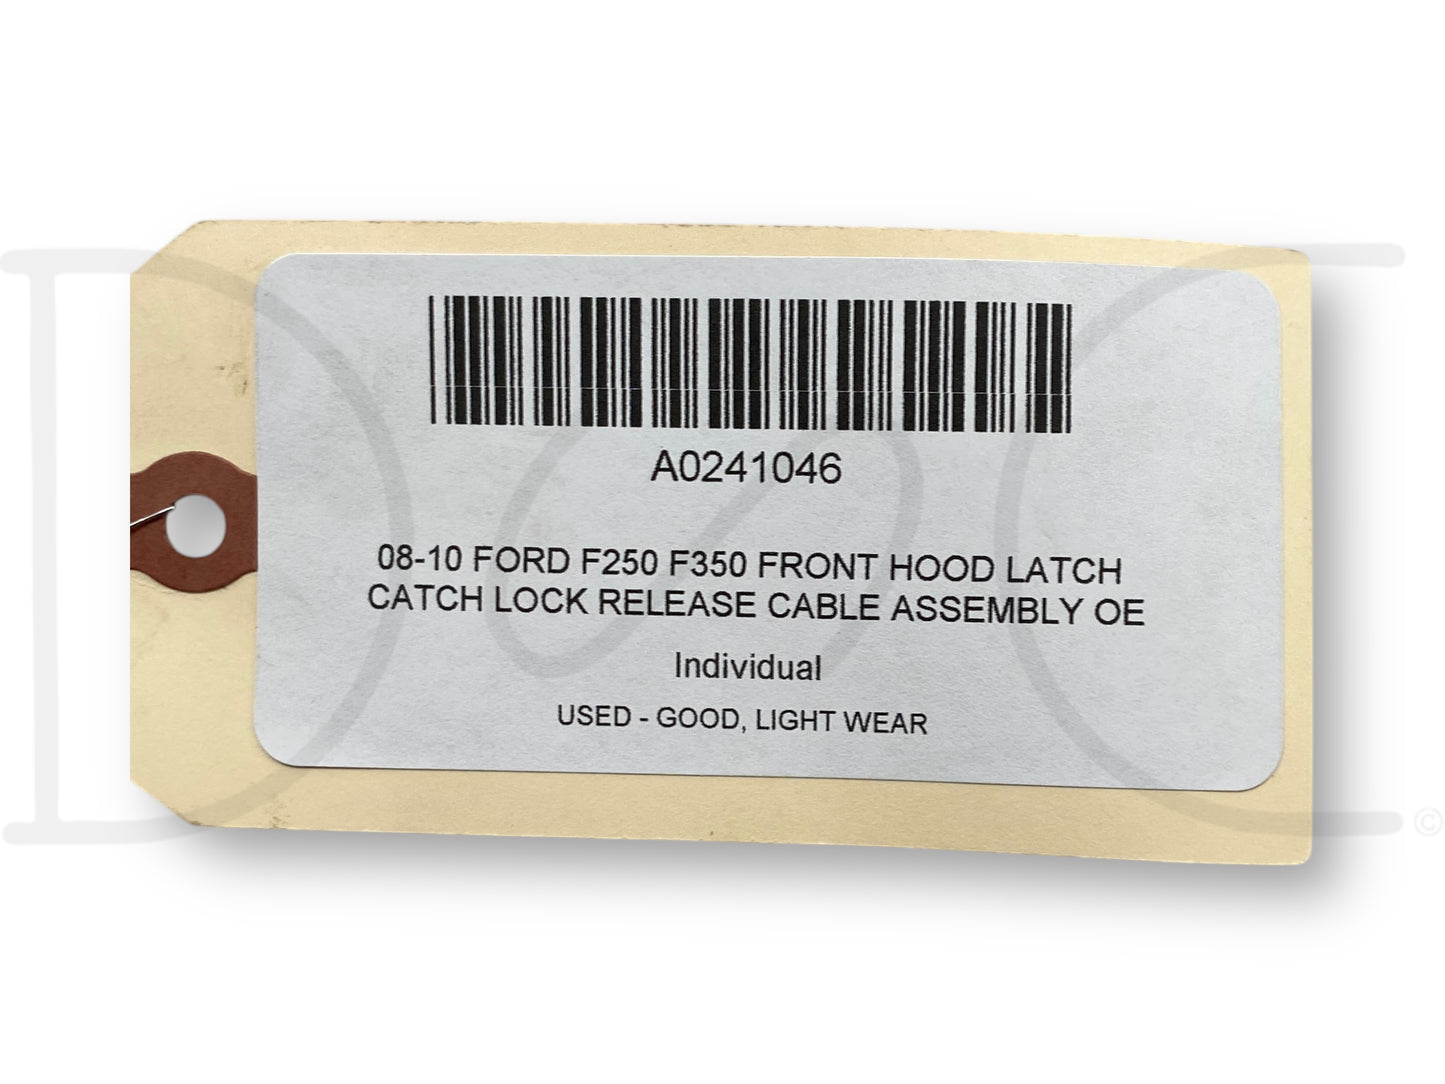 A0241046
08-10 FORD F250 F350 FRONT HOOD LATCH
CATCH LOCK RELEASE CABLE ASSEMBLY OE
Individual
USED - GOOD, LIGHT WEAR
©